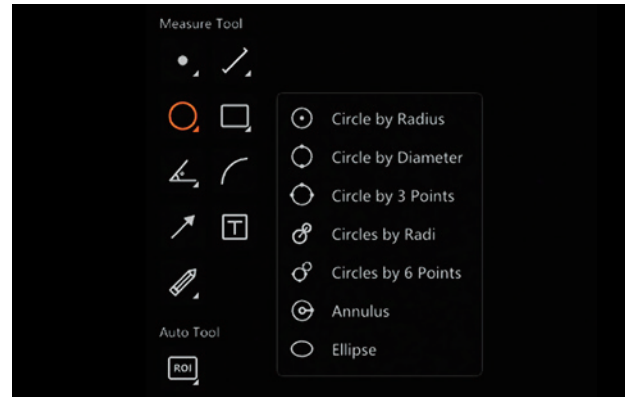 Measure Tool
Circle by Radius
Circle by Diameter
Circle by 3 Points
T
Circles by Radi
Circles by 6 Points
Annulus
Auto Tool
Ellipse
ROI